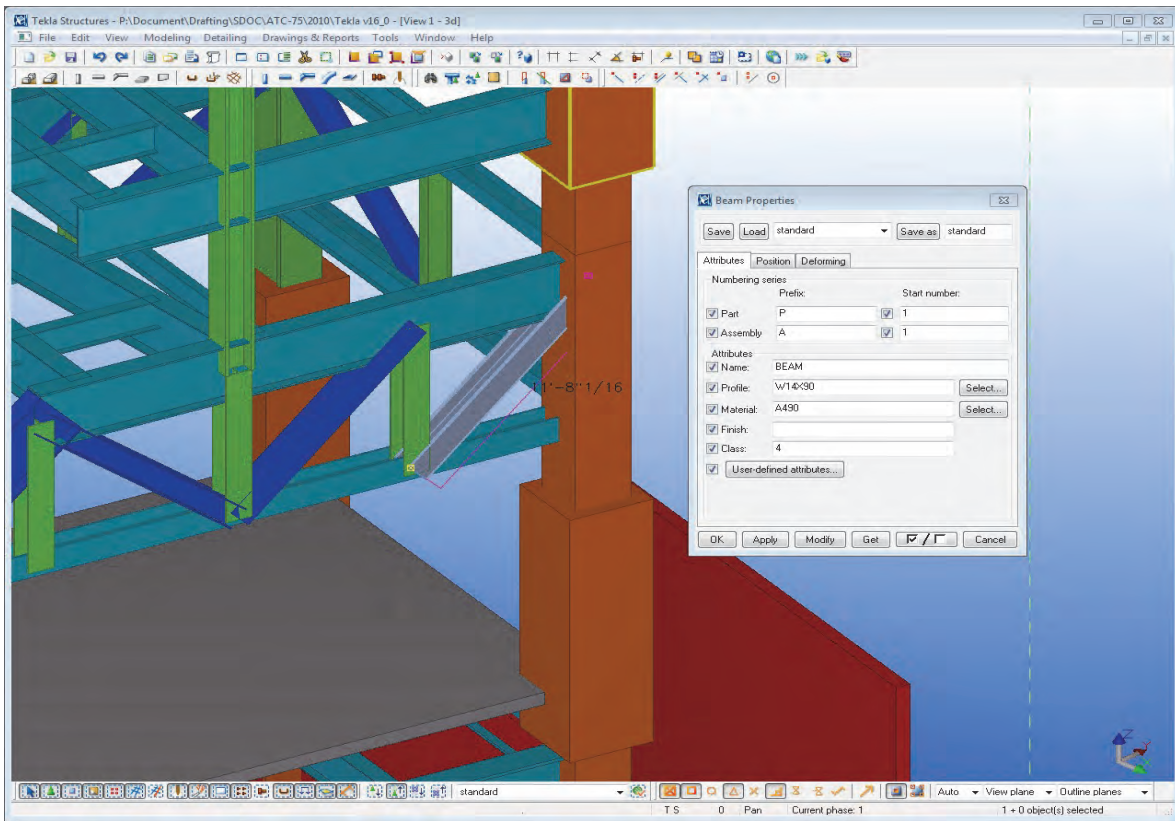 Tekla Structures - P:\Document\Drafting\SDOC\ATC-75\2010\Tekla v16_0 - [View 1 - 3d]
File Edit View Modeling Detailing Drawings & Reports Tools Window Help
Beam Properties
Save Load standard Save as standard
Attributes Position Deforming
Numbering series
Prefix: Start number:
Part P 1
Assembly A 1
Attributes
Name: BEAM
Profile: W14X90 Select...
Material: A490 Select...
Finish:
Class: 4
User-defined attributes...
OK Apply Modify Get Cancel
11'-8"1/16
Z
standard Auto View plane Outline planes
T S 0 Pan Current phase: 1 1 + 0 object(s) selected